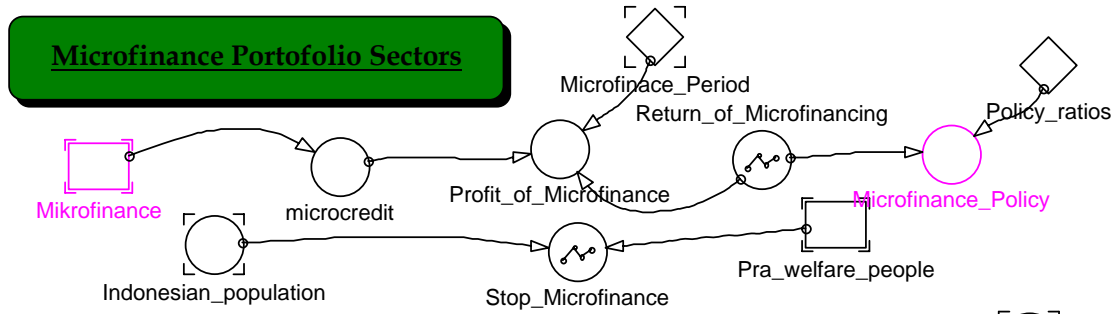 Microfinance Portofolio Sectors
Microfinace_Period
Policy_ratios
Return_of_Microfinancing
Mikrofinance
microcredit
Profit_of_Microfinance
Microfinance_Policy
Indonesian_population
Stop_Microfinance
Pra_welfare_people